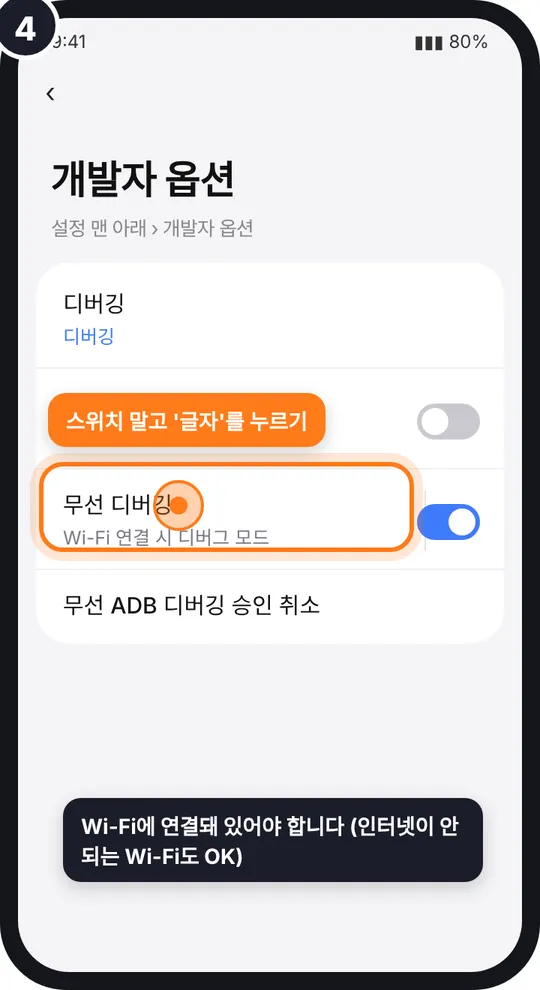 4
9:41
80%
‹
개발자 옵션
설정 맨 아래 › 개발자 옵션
디버깅
디버깅
스위치 말고 '글자'를 누르기
무선 디버깅
Wi-Fi 연결 시 디버그 모드
무선 ADB 디버깅 승인 취소
Wi-Fi에 연결돼 있어야 합니다 (인터넷이 안
되는 Wi-Fi도 OK)